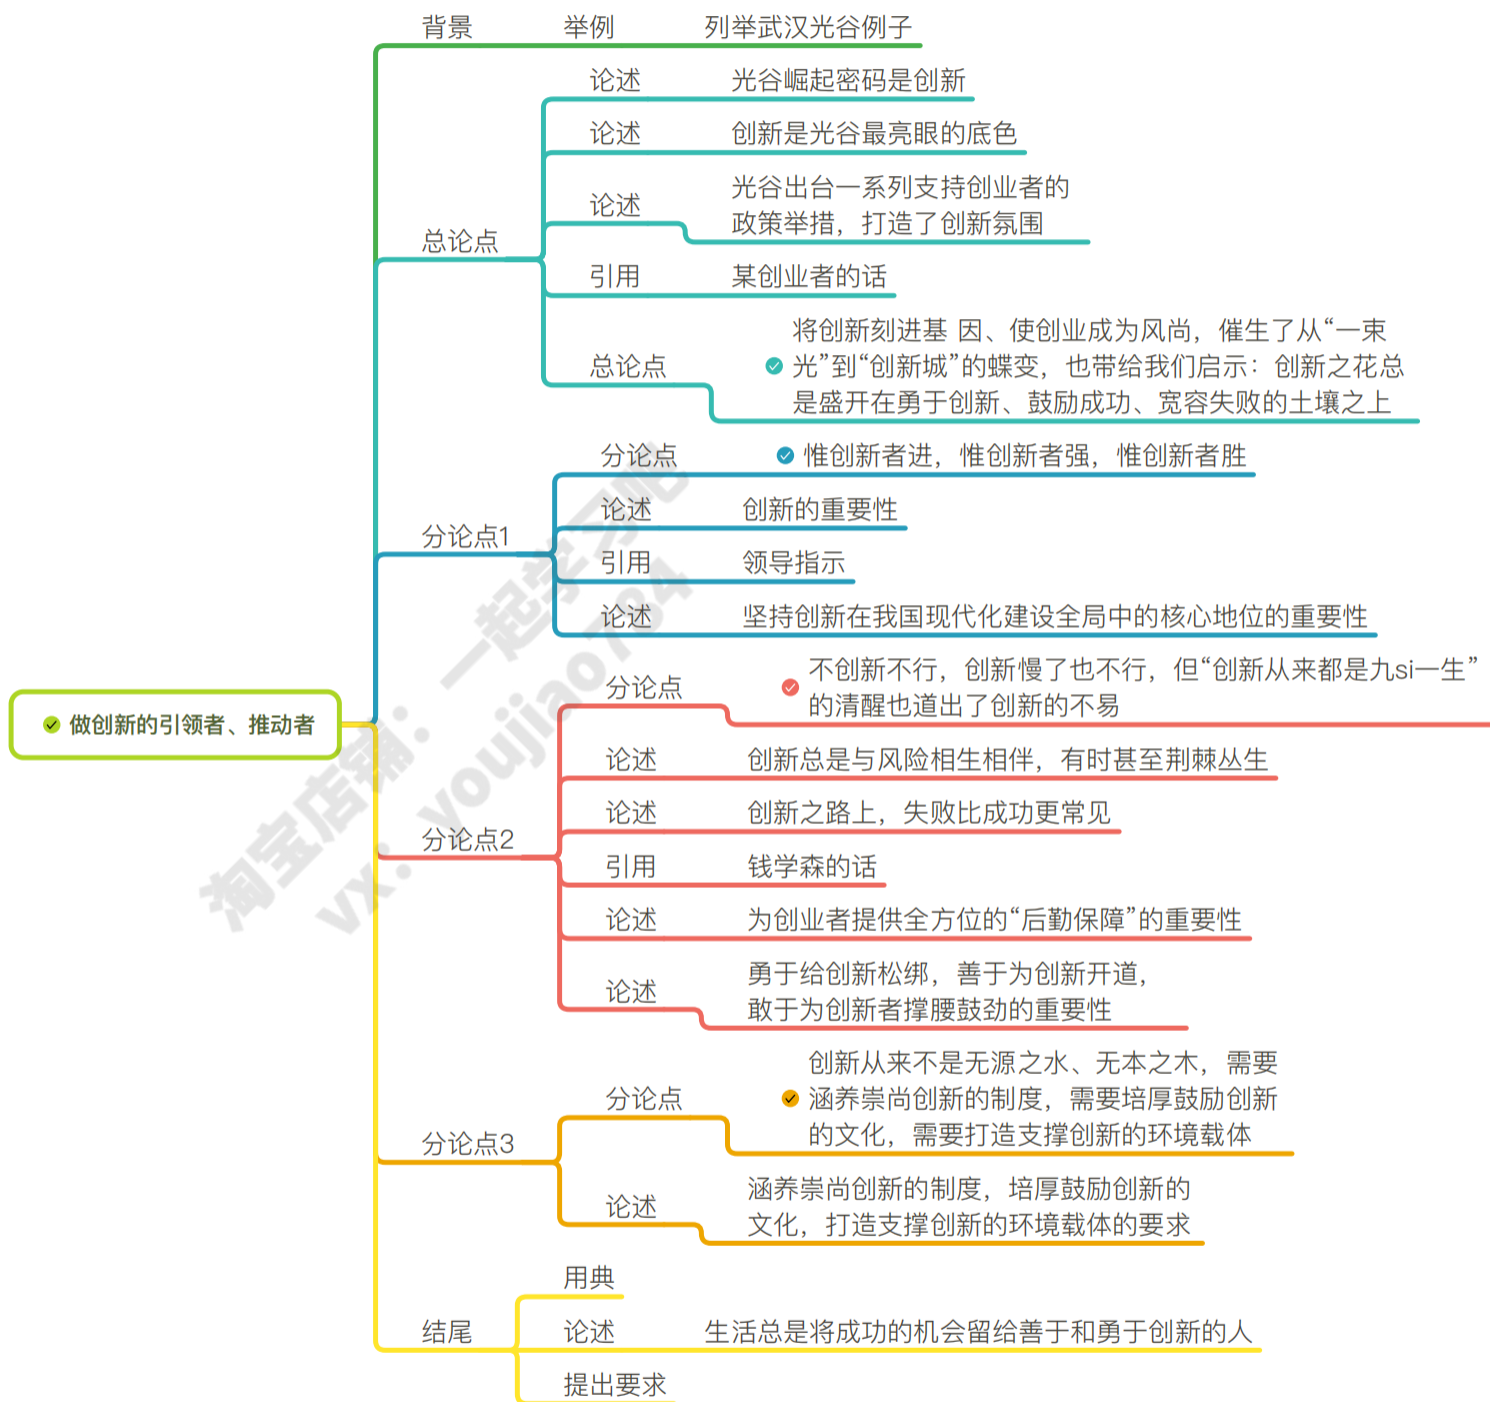 背景 举例 列举武汉光谷例子
论述 光谷崛起密码是创新
论述 创新是光谷最亮眼的底色
论述 光谷出台一系列支持创业者的
政策举措，打造了创新氛围
总论点
引用 某创业者的话
总论点 将创新刻进基 因、使创业成为风尚，催生了从“一束
光”到“创新城”的蝶变，也带给我们启示：创新之花总
是盛开在勇于创新、鼓励成功、宽容失败的土壤之上
分论点 惟创新者进，惟创新者强，惟创新者胜
论述 创新的重要性
分论点1
引用 领导指示
论述 坚持创新在我国现代化建设全局中的核心地位的重要性
做创新的引领者、推动者
分论点 不创新不行，创新慢了也不行，但“创新从来都是九si一生”
的清醒也道出了创新的不易
论述 创新总是与风险相生相伴，有时甚至荆棘丛生
论述 创新之路上，失败比成功更常见
分论点2
引用 钱学森的话
论述 为创业者提供全方位的“后勤保障”的重要性
论述 勇于给创新松绑，善于为创新开道，
敢于为创新者撑腰鼓劲的重要性
分论点 创新从来不是无源之水、无本之木，需要
涵养崇尚创新的制度，需要培厚鼓励创新
的文化，需要打造支撑创新的环境载体
分论点3
论述 涵养崇尚创新的制度，培厚鼓励创新的
文化，打造支撑创新的环境载体的要求
用典
结尾 论述 生活总是将成功的机会留给善于和勇于创新的人
提出要求
淘宝店铺：一起学习吧
vx：youjiao784